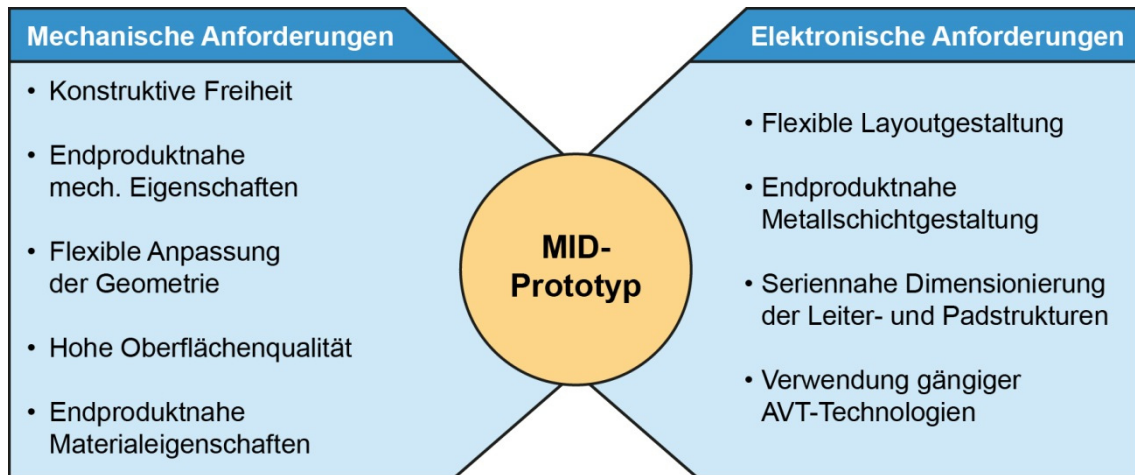 Mechanische Anforderungen
• Konstruktive Freiheit
• Endproduktnahe
mech. Eigenschaften
• Flexible Anpassung
der Geometrie
• Hohe Oberflächenqualität
• Endproduktnahe
Materialeigenschaften
MID-
Prototyp
Elektronische Anforderungen
• Flexible Layoutgestaltung
• Endproduktnahe
Metallschichtgestaltung
• Seriennahe Dimensionierung
der Leiter- und Padstrukturen
• Verwendung gängiger
AVT-Technologien